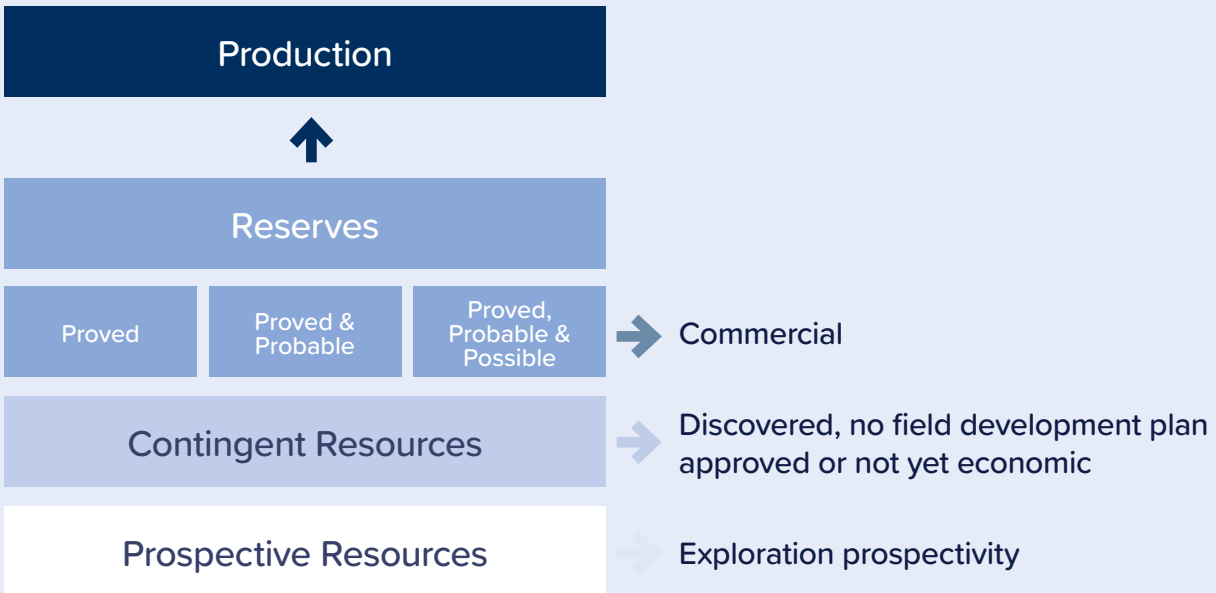 Production
Reserves
Proved
Proved &
Probable
Proved,
Probable &
Possible
Commercial
Contingent Resources
Discovered, no field development plan
approved or not yet economic
Prospective Resources
Exploration prospectivity